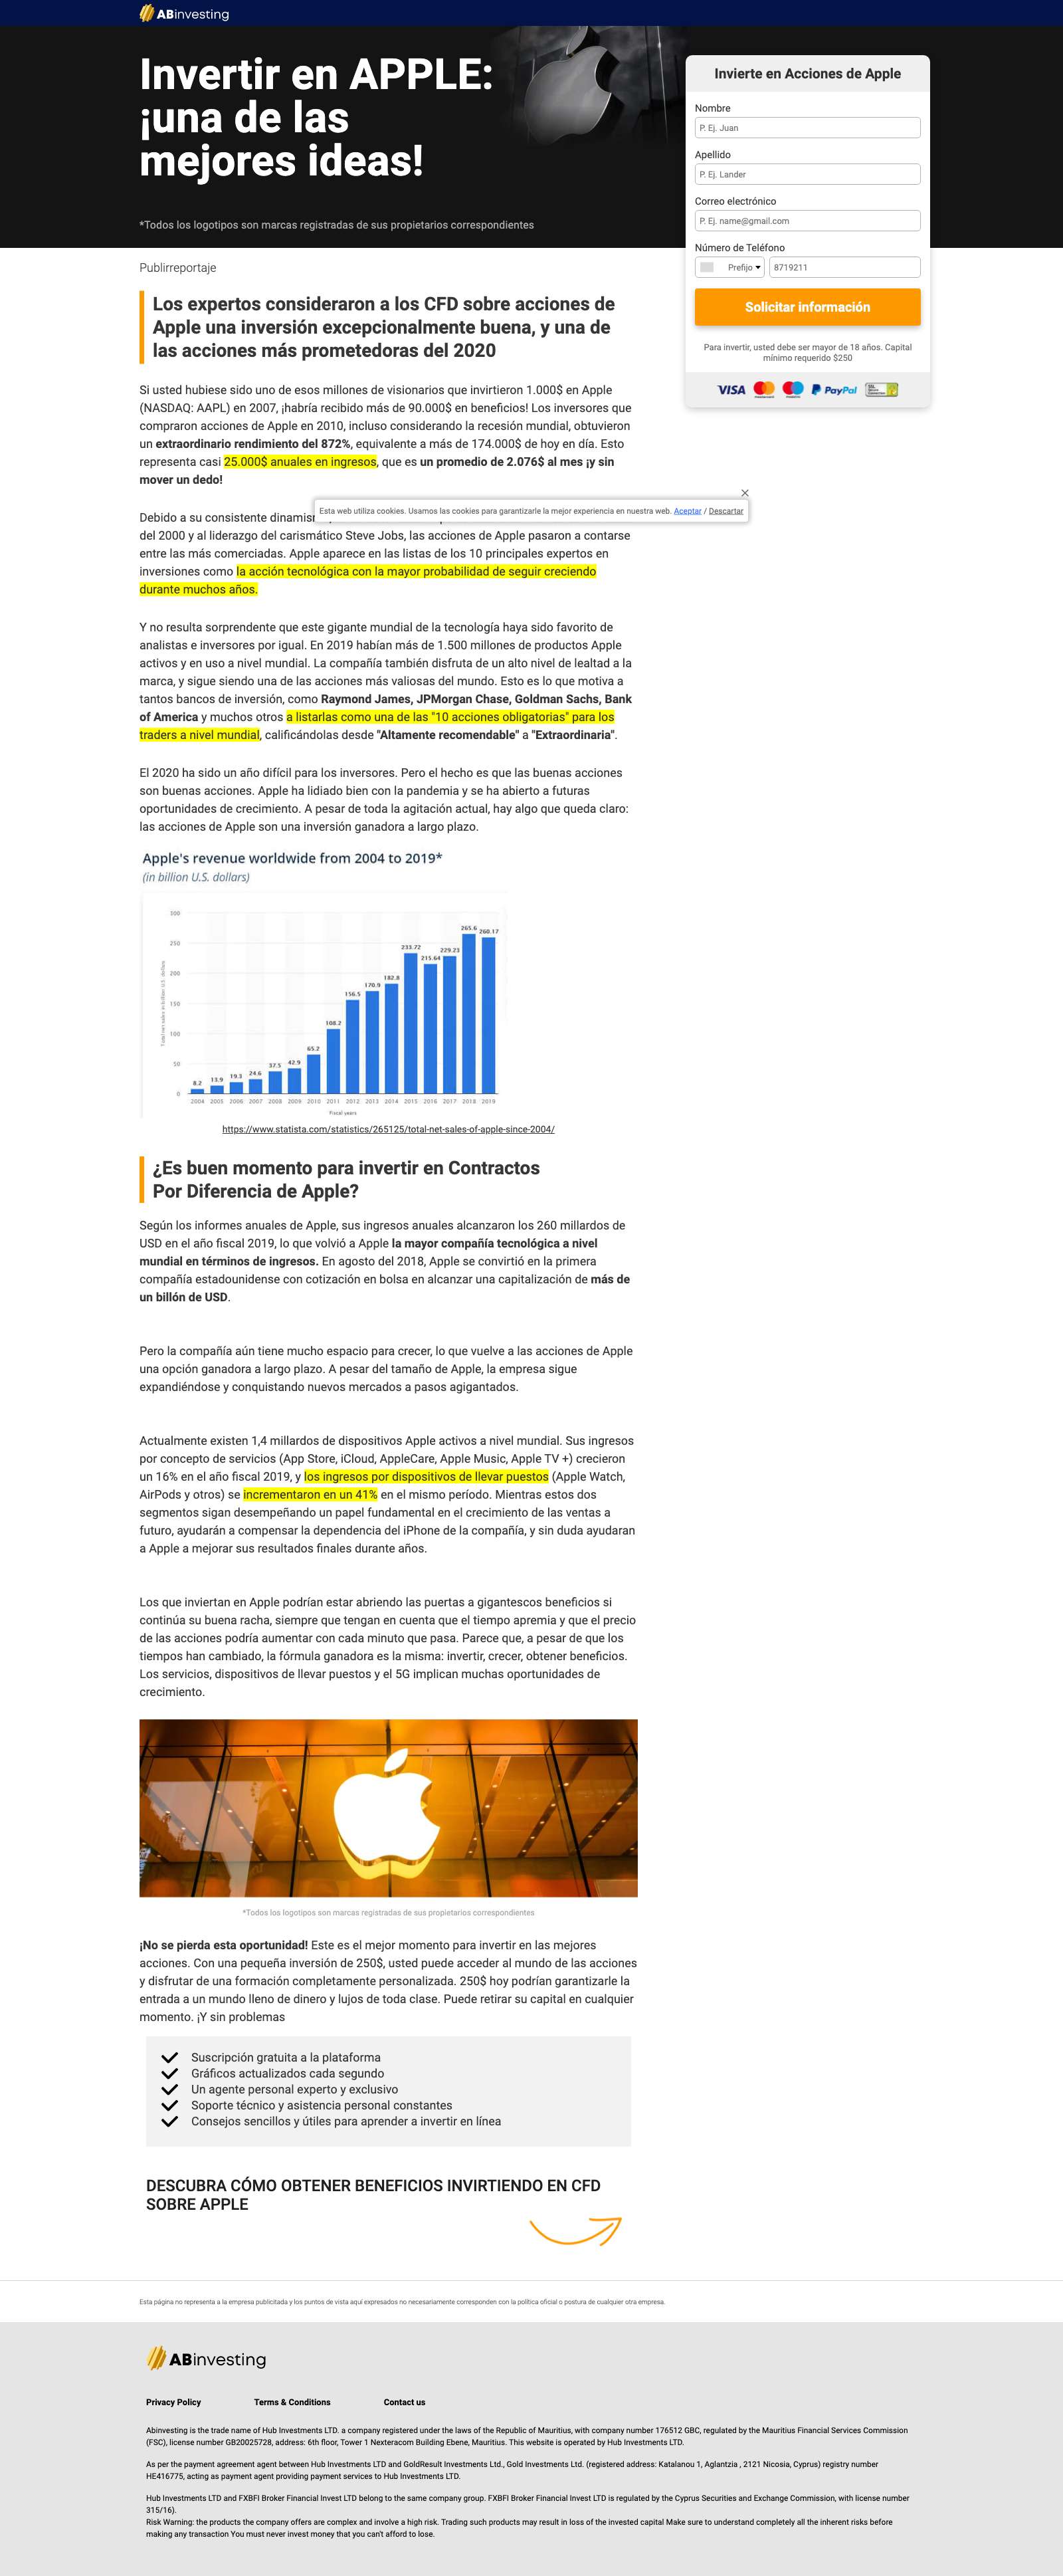 ABinvesting
Invertir en APPLE:
¡una de las
mejores ideas!
*Todos los logotipos son marcas registradas de sus propietarios correspondientes
Invierte en Acciones de Apple
Nombre
P. Ej. Juan
Apellido
P. Ej. Lander
Correo electrónico
P. Ej. name@gmail.com
Número de Teléfono
Prefijo
8719211
Solicitar información
Para invertir, usted debe ser mayor de 18 años. Capital
mínimo requerido $250
VISA
PayPal
Publirreportaje
Los expertos consideraron a los CFD sobre acciones de
Apple una inversión excepcionalmente buena, y una de
las acciones más prometedoras del 2020
Si usted hubiese sido uno de esos millones de visionarios que invirtieron 1.000$ en Apple
(NASDAQ: AAPL) en 2007, ¡habría recibido más de 90.000$ en beneficios! Los inversores que
compraron acciones de Apple en 2010, incluso considerando la recesión mundial, obtuvieron
un extraordinario rendimiento del 872%, equivalente a más de 174.000$ de hoy en día. Esto
representa casi 25.000$ anuales en ingresos, que es un promedio de 2.076$ al mes ¡y sin
mover un dedo!
Esta web utiliza cookies. Usamos las cookies para garantizarle la mejor experiencia en nuestra web. Aceptar / Descartar
Debido a su consistente
del 2000 y al liderazgo del carismático Steve Jobs, las acciones de Apple pasaron a contarse
entre las más comerciadas. Apple aparece en las listas de los 10 principales expertos en
inversiones como la acción tecnológica con la mayor probabilidad de seguir creciendo
durante muchos años.
Y no resulta sorprendente que este gigante mundial de la tecnología haya sido favorito de
analistas e inversores por igual. En 2019 habían más de 1.500 millones de productos Apple
activos y en uso a nivel mundial. La compañía también disfruta de un alto nivel de lealtad a la
marca, y sigue siendo una de las acciones más valiosas del mundo. Esto es lo que motiva a
tantos bancos de inversión, como Raymond James, JPMorgan Chase, Goldman Sachs, Bank
of America y muchos otros a listarlas como una de las "10 acciones obligatorias" para los
traders a nivel mundial, calificándolas desde "Altamente recomendable" a "Extraordinaria".
El 2020 ha sido un año difícil para los inversores. Pero el hecho es que las buenas acciones
son buenas acciones. Apple ha lidiado bien con la pandemia y se ha abierto a futuras
oportunidades de crecimiento. A pesar de toda la agitación actual, hay algo que queda claro:
las acciones de Apple son una inversión ganadora a largo plazo.
Apple's revenue worldwide from 2004 to 2019*
(in billion U.S. dollars)
Total net sales in billion U.S. dollars
300
250
200
150
100
50
0
8.2 13.9 19.3 24.6 37.5 42.9 65.2 108.2 156.5 170.9 182.8 233.72 215.64 229.23 265.6 260.17
2004 2005 2006 2007 2008 2009 2010 2011 2012 2013 2014 2015 2016 2017 2018 2019
Fiscal years
https://www.statista.com/statistics/265125/total-net-sales-of-apple-since-2004/
¿Es buen momento para invertir en Contractos
Por Diferencia de Apple?
Según los informes anuales de Apple, sus ingresos anuales alcanzaron los 260 millardos de
USD en el año fiscal 2019, lo que volvió a Apple la mayor compañía tecnológica a nivel
mundial en términos de ingresos. En agosto del 2018, Apple se convirtió en la primera
compañía estadounidense con cotización en bolsa en alcanzar una capitalización de más de
un billón de USD.
Pero la compañía aún tiene mucho espacio para crecer, lo que vuelve a las acciones de Apple
una opción ganadora a largo plazo. A pesar del tamaño de Apple, la empresa sigue
expandiéndose y conquistando nuevos mercados a pasos agigantados.
Actualmente existen 1,4 millardos de dispositivos Apple activos a nivel mundial. Sus ingresos
por concepto de servicios (App Store, iCloud, AppleCare, Apple Music, Apple TV +) crecieron
un 16% en el año fiscal 2019, y los ingresos por dispositivos de llevar puestos (Apple Watch,
AirPods y otros) se incrementaron en un 41% en el mismo período. Mientras estos dos
segmentos sigan desempeñando un papel fundamental en el crecimiento de las ventas a
futuro, ayudarán a compensar la dependencia del iPhone de la compañía, y sin duda ayudaran
a Apple a mejorar sus resultados finales durante años.
Los que inviertan en Apple podrían estar abriendo las puertas a gigantescos beneficios si
continúa su buena racha, siempre que tengan en cuenta que el tiempo apremia y que el precio
de las acciones podría aumentar con cada minuto que pasa. Parece que, a pesar de que los
tiempos han cambiado, la fórmula ganadora es la misma: invertir, crecer, obtener beneficios.
Los servicios, dispositivos de llevar puestos y el 5G implican muchas oportunidades de
crecimiento.
*Todos los logotipos son marcas registradas de sus propietarios correspondientes
¡No se pierda esta oportunidad! Este es el mejor momento para invertir en las mejores
acciones. Con una pequeña inversión de 250$, usted puede acceder al mundo de las acciones
y disfrutar de una formación completamente personalizada. 250$ hoy podrían garantizarle la
entrada a un mundo lleno de dinero y lujos de toda clase. Puede retirar su capital en cualquier
momento. ¡Y sin problemas
Suscripción gratuita a la plataforma
Gráficos actualizados cada segundo
Un agente personal experto y exclusivo
Soporte técnico y asistencia personal constantes
Consejos sencillos y útiles para aprender a invertir en línea
DESCUBRA CÓMO OBTENER BENEFICIOS INVIRTIENDO EN CFD
SOBRE APPLE
Esta página no representa a la empresa publicitada y los puntos de vista aquí expresados no necesariamente corresponden con la política oficial o postura de cualquier otra empresa.
ABinvesting
Privacy Policy
Terms & Conditions
Contact us
Abinvesting is the trade name of Hub Investments LTD. a company registered under the laws of the Republic of Mauritius, with company number 176512 GBC, regulated by the Mauritius Financial Services Commission
(FSC), license number GB20025728, address: 6th floor, Tower 1 Nexteracom Building Ebene, Mauritius. This website is operated by Hub Investments LTD.
As per the payment agreement agent between Hub Investments LTD and GoldResult Investments Ltd., Gold Investments Ltd. (registered address: Katalanou 1, Aglantzia , 2121 Nicosia, Cyprus) registry number
HE416775, acting as payment agent providing payment services to Hub Investments LTD.
Hub Investments LTD and FXBFI Broker Financial Invest LTD belong to the same company group. FXBFI Broker Financial Invest LTD is regulated by the Cyprus Securities and Exchange Commission, with license number
315/16).
Risk Warning: the products the company offers are complex and involve a high risk. Trading such products may result in loss of the invested capital Make sure to understand completely all the inherent risks before
making any transaction You must never invest money that you can't afford to lose.